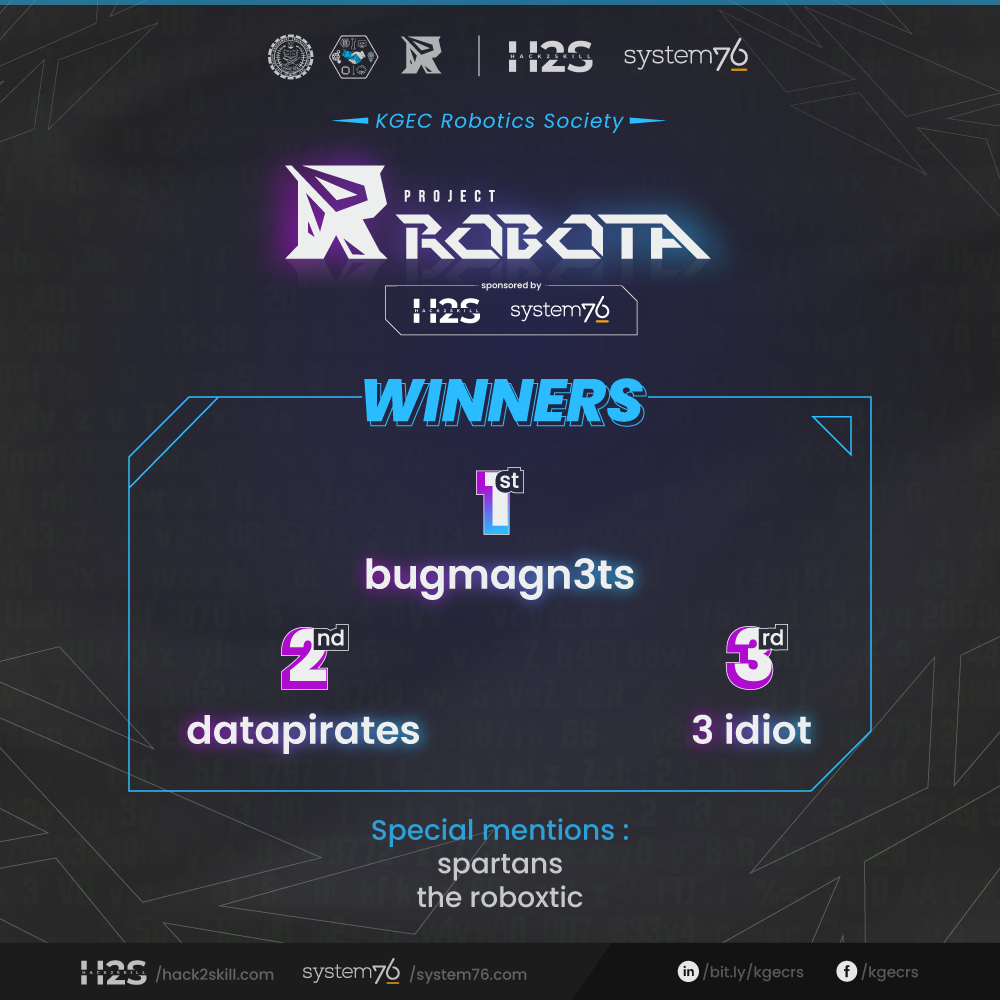 H2S
HACK2SKILL
system76
KGEC Robotics Society
PROJECT
ROBOTA
sponsored by
H2S
HACK2SKILL
system76
WINNERS
1st
bugmagn3ts
2nd
3rd
datapirates
3 idiot
Special mentions :
spartans
the roboxtic
H2S
HACK2SKILL
/hack2skill.com
system76
/system76.com
in
/bit.ly/kgecrs
f
/kgecrs